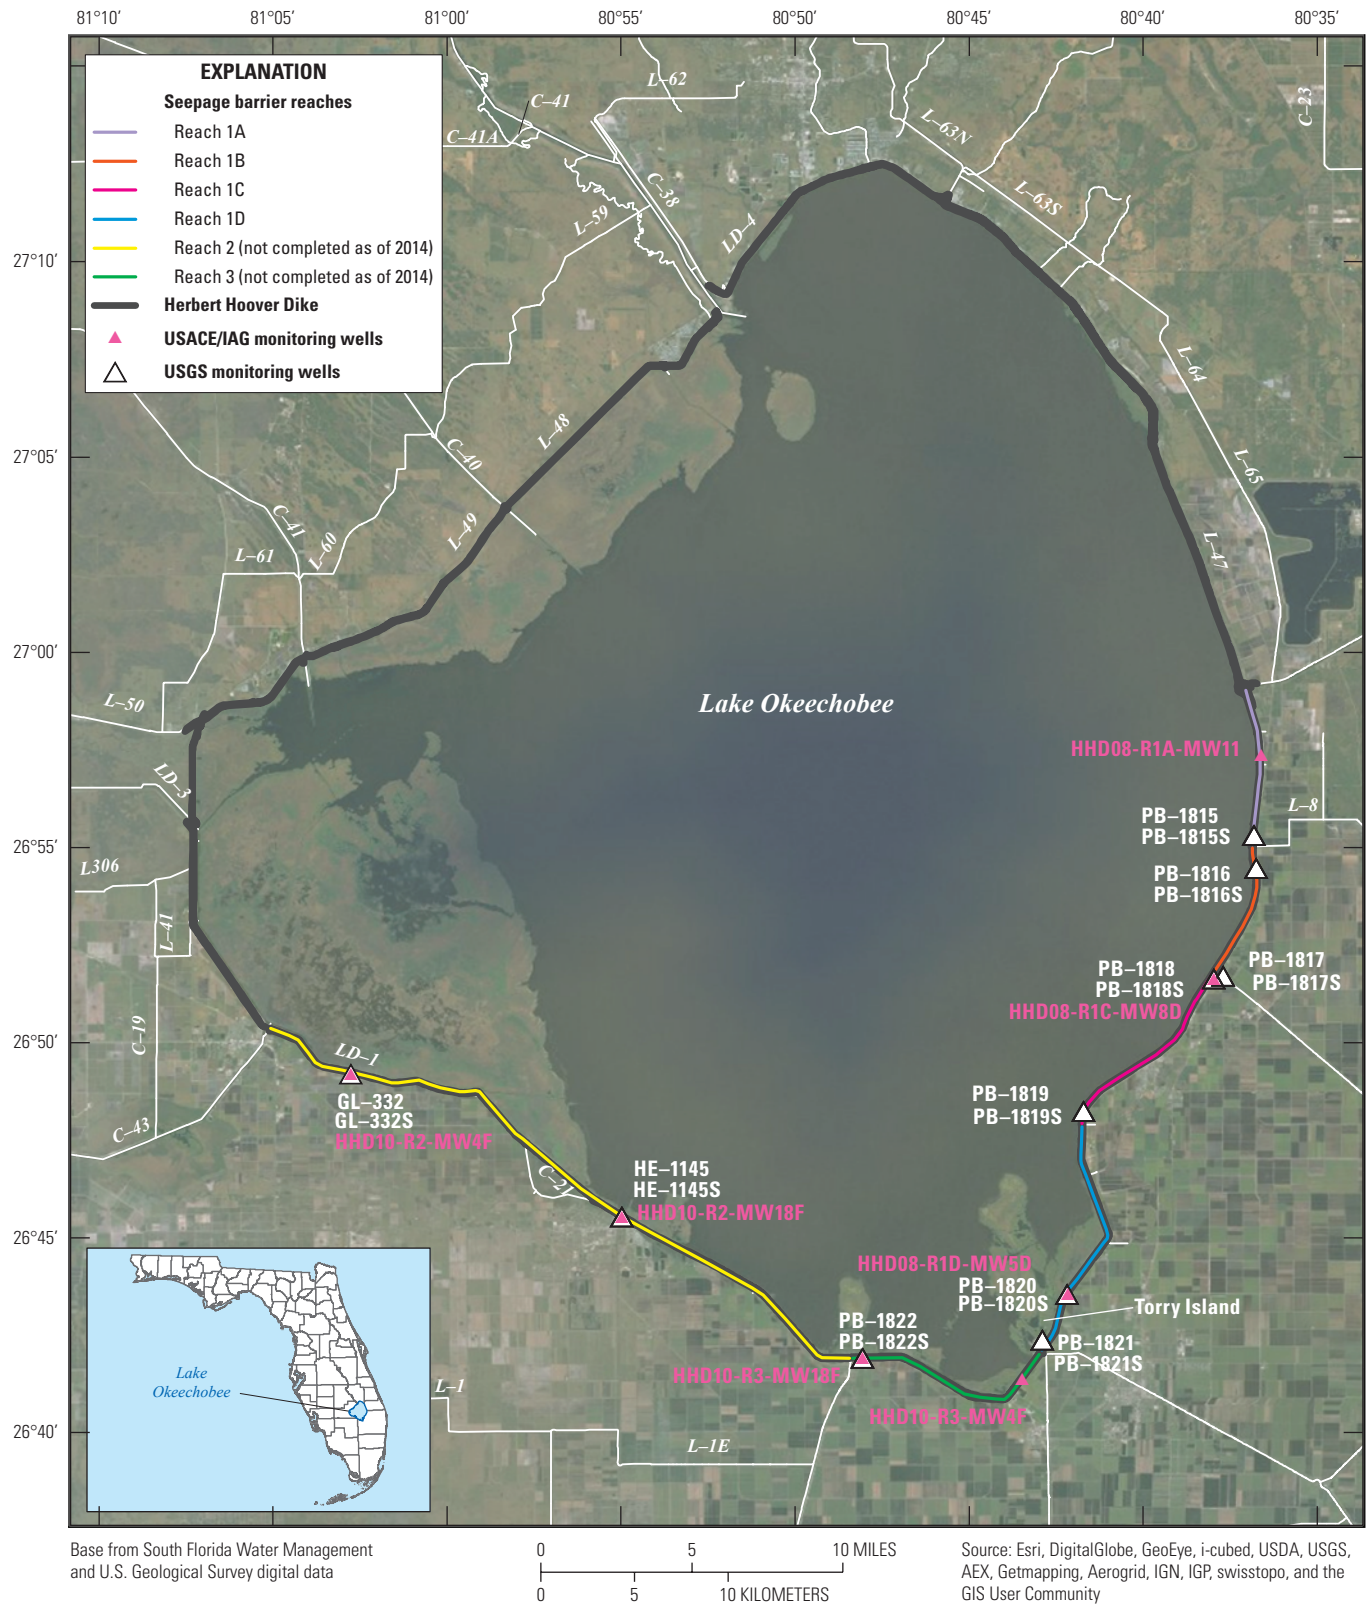 81°10′ 81°05′ 81°00′ 80°55′ 80°50′ 80°45′ 80°40′ 80°35′
EXPLANATION
Seepage barrier reaches
Reach 1A
Reach 1B
Reach 1C
Reach 1D
Reach 2 (not completed as of 2014)
Reach 3 (not completed as of 2014)
Herbert Hoover Dike
USACE/IAG monitoring wells
USGS monitoring wells
L–62
C–41
C–41A
C–23
L–63N
L–63S
C–38
L–59
LD–4
27°10′
L–64
L–48
C–40
27°05′
L–65
C–41
L–49
L–60
L–61
L–47
27°00′
Lake Okeechobee
L–50
HHD08-R1A-MW11
LD–3
L–8
PB–1815
PB–1815S
26°55′
L306
PB–1816
PB–1816S
L–41
PB–1817
PB–1817S
PB–1818
PB–1818S
HHD08-R1C-MW8D
C–19
26°50′
LD–1
GL–332
GL–332S
HHD10-R2-MW4F
PB–1819
PB–1819S
C–43
C–21
HE–1145
HE–1145S
HHD10-R2-MW18F
26°45′
HHD08-R1D-MW5D
PB–1820
PB–1820S
Torry Island
PB–1822
PB–1822S
PB–1821
PB–1821S
HHD10-R3-MW18F
HHD10-R3-MW4F
Lake
Okeechobee
L–1
26°40′
L–1E
Base from South Florida Water Management
and U.S. Geological Survey digital data
0 5 10 MILES
0 5 10 KILOMETERS
Source: Esri, DigitalGlobe, GeoEye, i-cubed, USDA, USGS,
AEX, Getmapping, Aerogrid, IGN, IGP, swisstopo, and the
GIS User Community